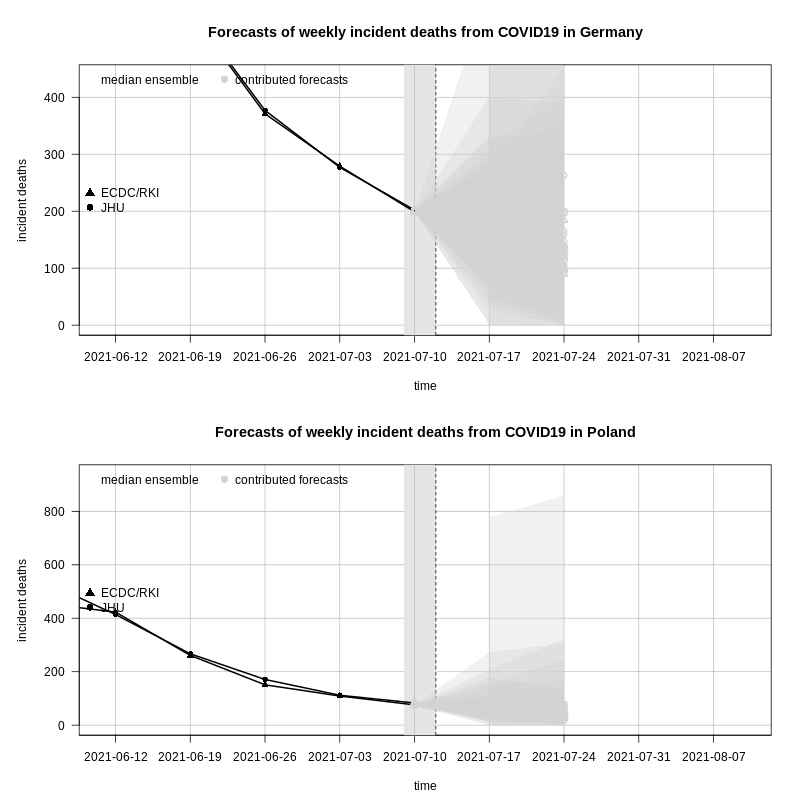 Forecasts of weekly incident deaths from COVID19 in Germany
median ensemble
contributed forecasts
400
300
ECDC/RKI
JHU
200
100
0
incident deaths
2021-06-12 2021-06-19 2021-06-26 2021-07-03 2021-07-10 2021-07-17 2021-07-24 2021-07-31 2021-08-07
time
Forecasts of weekly incident deaths from COVID19 in Poland
median ensemble
contributed forecasts
800
600
ECDC/RKI
JHU
400
200
0
incident deaths
2021-06-12 2021-06-19 2021-06-26 2021-07-03 2021-07-10 2021-07-17 2021-07-24 2021-07-31 2021-08-07
time